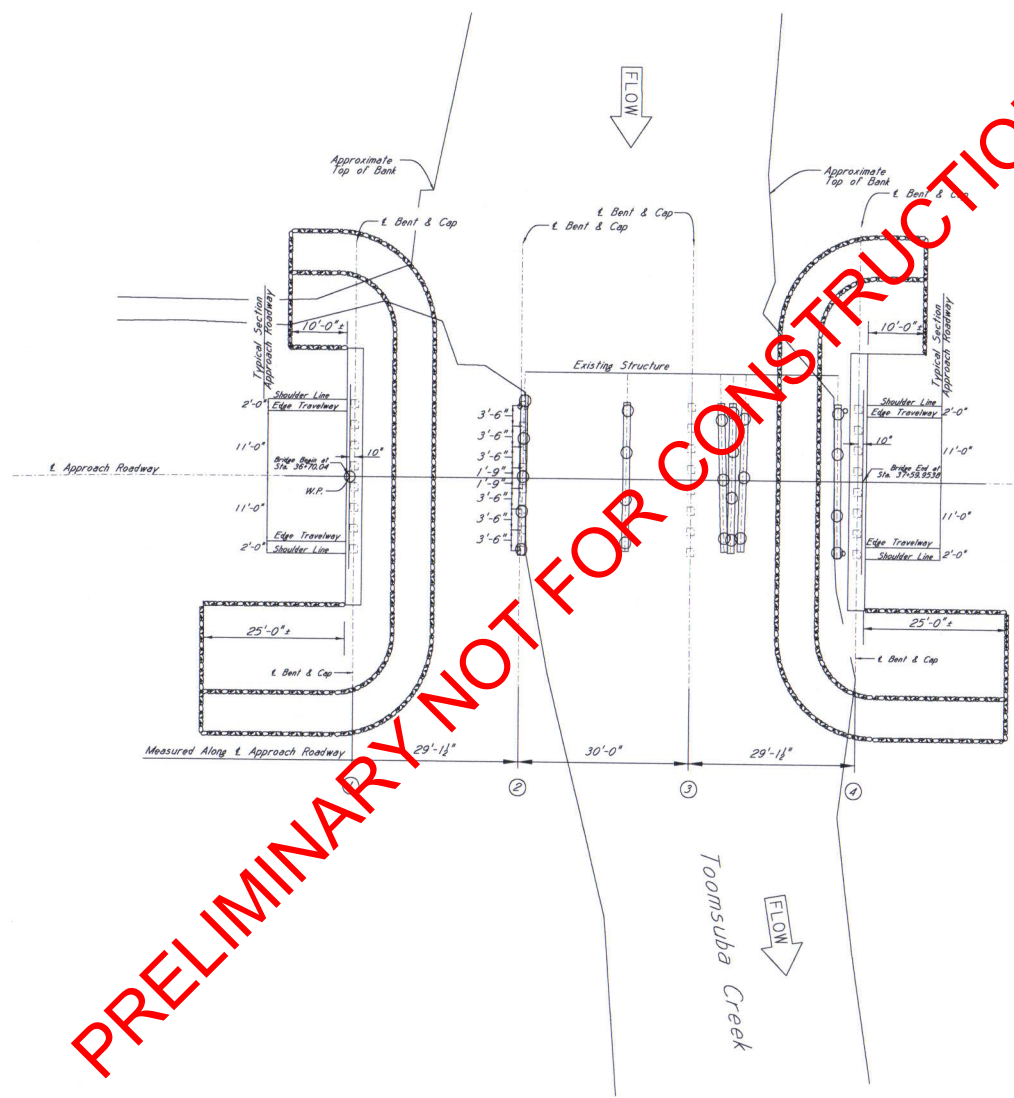 FLOW
Approximate
Top of Bank
Approximate
Top of Bank
℄ Bent & Cap
℄ Bent & Cap
℄ Bent & Cap
℄ Bent & Cap
Typical Section
Approach Roadway
10'-0"±
10'-0"±
Typical Section
Approach Roadway
Existing Structure
Shoulder Line
Edge Travelway
2'-0"
11'-0"
℄ Approach Roadway
Bridge Begin at
Sta. 36+70.04
W.P.
10"
11'-0"
Edge Travelway
Shoulder Line
2'-0"
3'-6"
3'-6"
3'-6"
1'-9"
1'-9"
3'-6"
3'-6"
3'-6"
Shoulder Line
Edge Travelway
2'-0"
10"
11'-0"
Bridge End at
Sta. 37+59.9538
11'-0"
Edge Travelway
Shoulder Line
2'-0"
25'-0"±
25'-0"±
℄ Bent & Cap
℄ Bent & Cap
Measured Along ℄ Approach Roadway
29'-1½"
30'-0"
29'-1½"
1
2
3
4
Toomsuba Creek
FLOW
PRELIMINARY NOT FOR CONSTRUCTIO